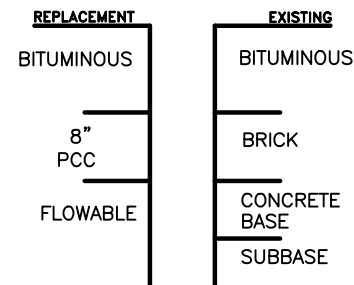 REPLACEMENT
BITUMINOUS
8"
PCC
FLOWABLE
EXISTING
BITUMINOUS
BRICK
CONCRETE
BASE
SUBBASE